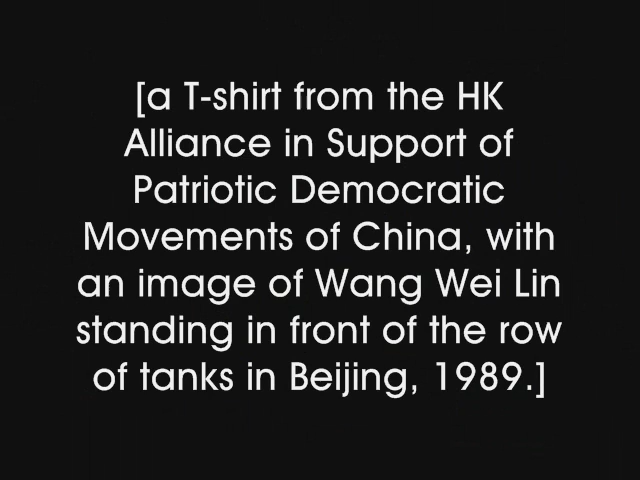 [a T-shirt from the HK
Alliance in Support of
Patriotic Democratic
Movements of China, with
an image of Wang Wei Lin
standing in front of the row
of tanks in Beijing, 1989.]